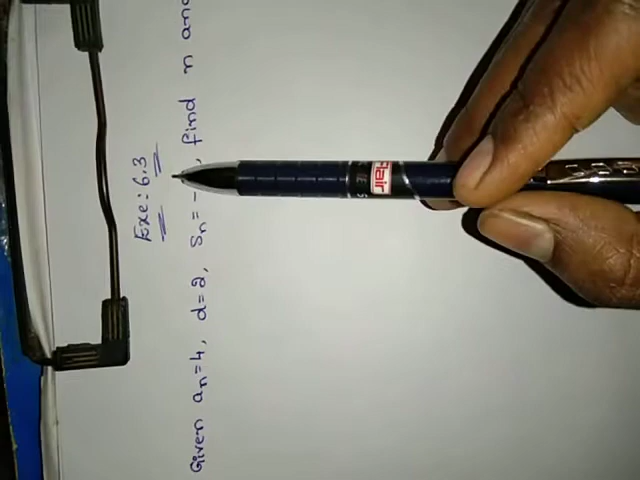 Exe: 6.3
Given aₙ=4, d=2, Sₙ=- , find n and
Flair